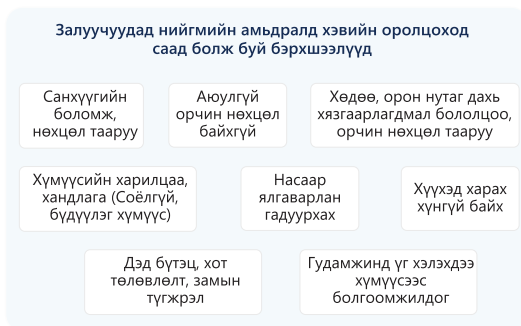 Залуучуудад нийгмийн амьдралд хэвийн оролцоход
саад болж буй бэрхшээлүүд
Санхүүгийн
боломж,
нөхцөл тааруу
Аюулгүй
орчин нөхцөл
байхгүй
Хөдөө, орон нутаг дахь
хязгаарлагдмал бололцоо,
орчин нөхцөл тааруу
Хүмүүсийн харилцаа,
хандлага (Соёлгүй,
бүдүүлэг хүмүүс)
Насаар
ялгаварлан
гадуурхах
Хүүхэд харах
хүнгүй байх
Дэд бүтэц, хот
төлөвлөлт, замын
түгжрэл
Гудамжинд үг хэлэхдээ
хүмүүсээс
болгоомжилдог